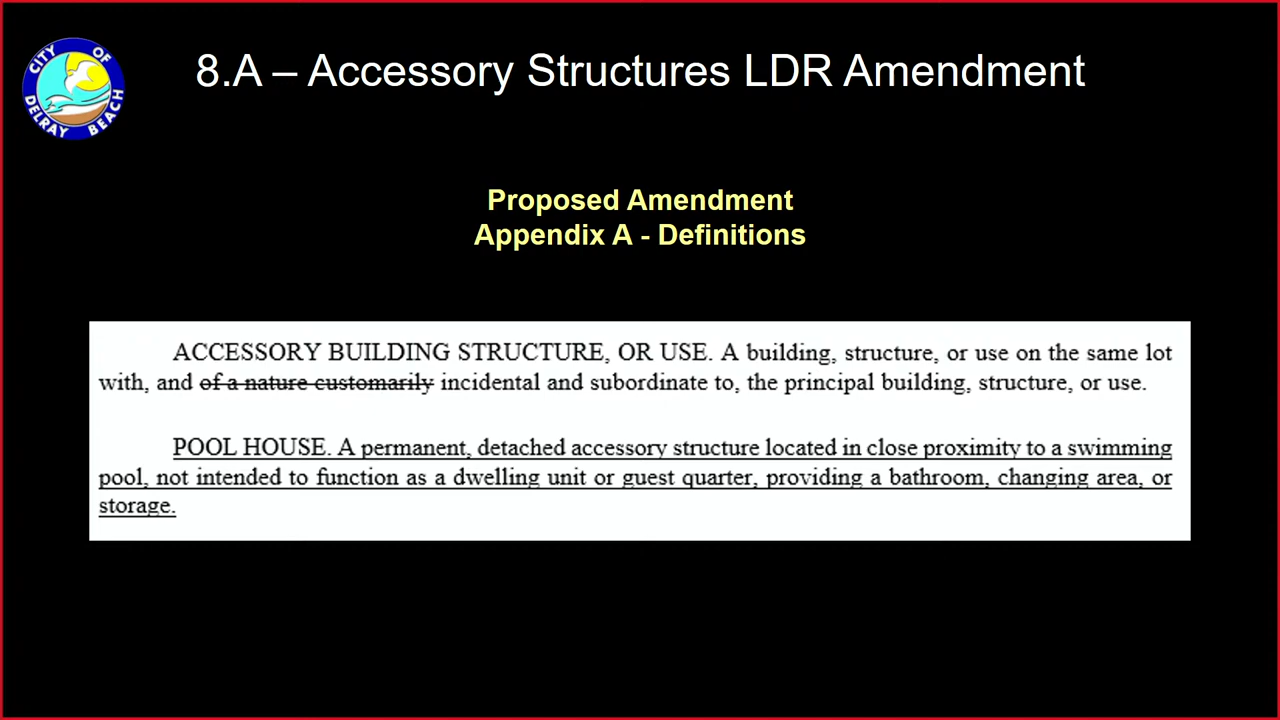 CITY OF
DELRAY BEACH
8.A – Accessory Structures LDR Amendment
Proposed Amendment
Appendix A - Definitions
ACCESSORY BUILDING STRUCTURE, OR USE. A building, structure, or use on the same lot
with, and of a nature customarily incidental and subordinate to, the principal building, structure, or use.
POOL HOUSE. A permanent, detached accessory structure located in close proximity to a swimming
pool, not intended to function as a dwelling unit or guest quarter, providing a bathroom, changing area, or
storage.